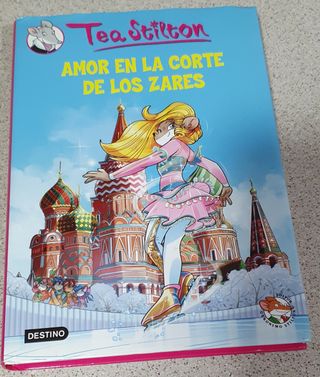 Tea Stilton
AMOR EN LA CORTE
DE LOS ZARES
DESTINO